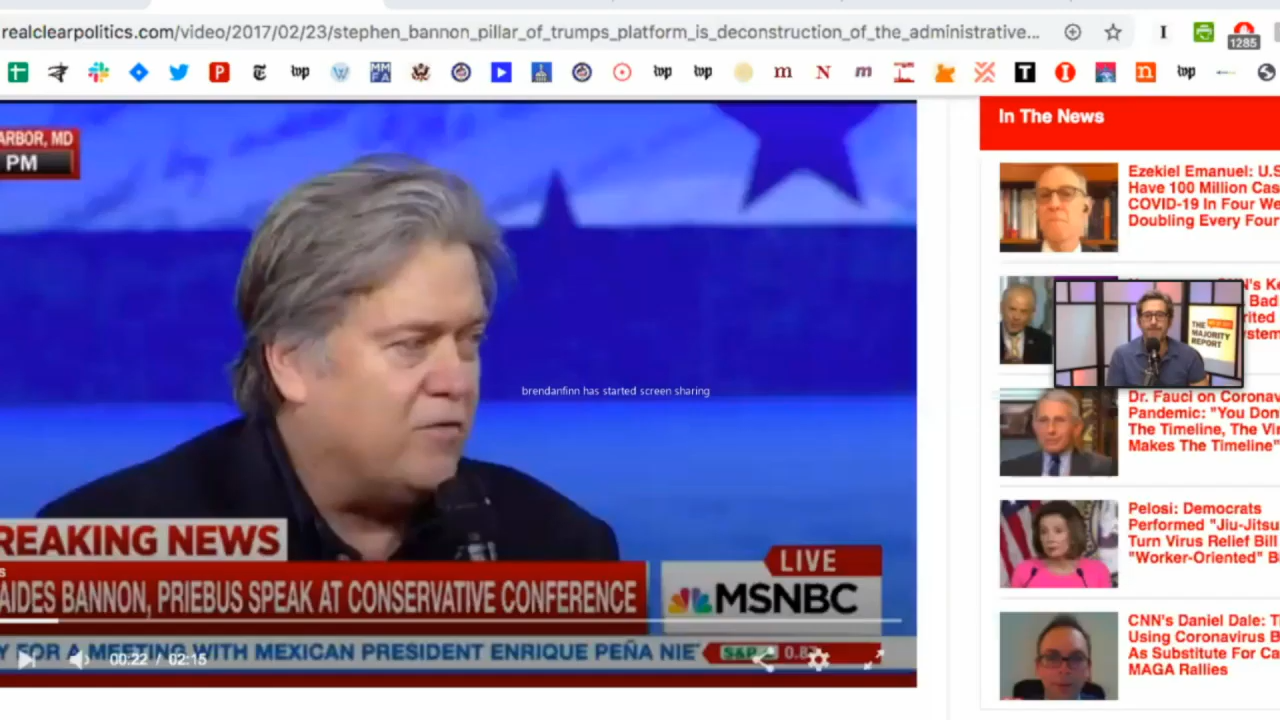 realclearpolitics.com/video/2017/02/23/stephen_bannon_pillar_of_trumps_platform_is_deconstruction_of_the_administrative...
1285
ARBOR, MD
PM
In The News
Ezekiel Emanuel: U.S
Have 100 Million Cas
COVID-19 In Four We
Doubling Every Four
N's Ke
Bad
rited
stem
THE
MAJORITY
REPORT
brendanfinn has started screen sharing
Dr. Fauci on Coronav
Pandemic: "You Don
The Timeline, The Vir
Makes The Timeline"
Pelosi: Democrats
Performed "Jiu-Jitsu
Turn Virus Relief Bill
"Worker-Oriented" B
CNN's Daniel Dale: T
Using Coronavirus B
As Substitute For Ca
MAGA Rallies
REAKING NEWS
LIVE
AIDES BANNON, PRIEBUS SPEAK AT CONSERVATIVE CONFERENCE
MSNBC
Y FOR A MEETING WITH MEXICAN PRESIDENT ENRIQUE PEÑA NIE
S&P
00:22 / 02:15